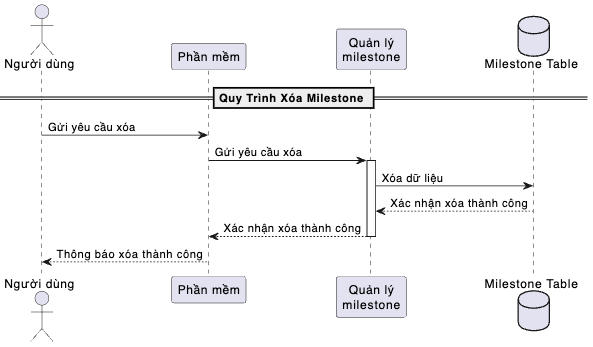 Người dùng
Phần mềm
Quản lý
milestone
Milestone Table
Quy Trình Xóa Milestone
Gửi yêu cầu xóa
Gửi yêu cầu xóa
Xóa dữ liệu
Xác nhận xóa thành công
Xác nhận xóa thành công
Thông báo xóa thành công
Người dùng
Phần mềm
Quản lý
milestone
Milestone Table